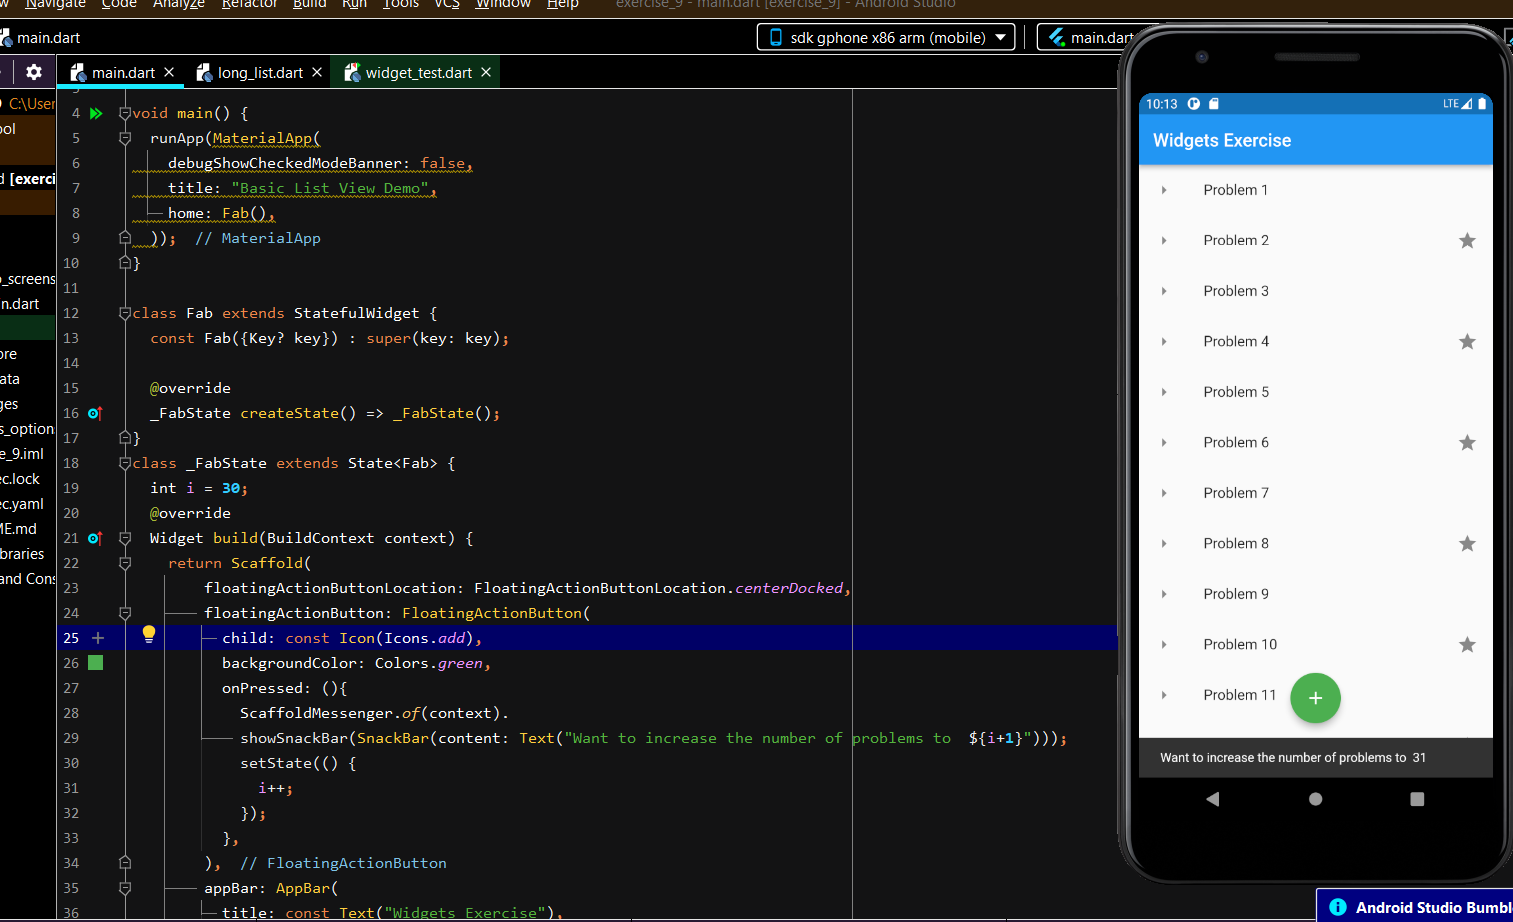 w Navigate Code Analyze Refactor Build Run Tools VCS Window Help exercise_9 - main.dart [exercise_9] - Android Studio
main.dart
sdk gphone x86 arm (mobile)
main.dart
main.dart
long_list.dart
widget_test.dart
C:\User
ool
d [exerci
o_screens
n.dart
ore
ata
ges
s_option
e_9.iml
ec.lock
ec.yaml
ME.md
braries
and Cons
3
4 void main() {
5 runApp(MaterialApp(
6 debugShowCheckedModeBanner: false,
7 title: "Basic List View Demo",
8 home: Fab(),
9 )); // MaterialApp
10 }
11
12 class Fab extends StatefulWidget {
13 const Fab({Key? key}) : super(key: key);
14
15 @override
16 _FabState createState() => _FabState();
17 }
18 class _FabState extends State<Fab> {
19 int i = 30;
20 @override
21 Widget build(BuildContext context) {
22 return Scaffold(
23 floatingActionButtonLocation: FloatingActionButtonLocation.centerDocked,
24 floatingActionButton: FloatingActionButton(
25 child: const Icon(Icons.add),
26 backgroundColor: Colors.green,
27 onPressed: (){
28 ScaffoldMessenger.of(context).
29 showSnackBar(SnackBar(content: Text("Want to increase the number of problems to  ${i+1}")));
30 setState(() {
31 i++;
32 });
33 },
34 ), // FloatingActionButton
35 appBar: AppBar(
36 title: const Text("Widgets Exercise"),
10:13 LTE
Widgets Exercise
Problem 1
Problem 2
Problem 3
Problem 4
Problem 5
Problem 6
Problem 7
Problem 8
Problem 9
Problem 10
Problem 11
Want to increase the number of problems to  31
Android Studio Bumbl